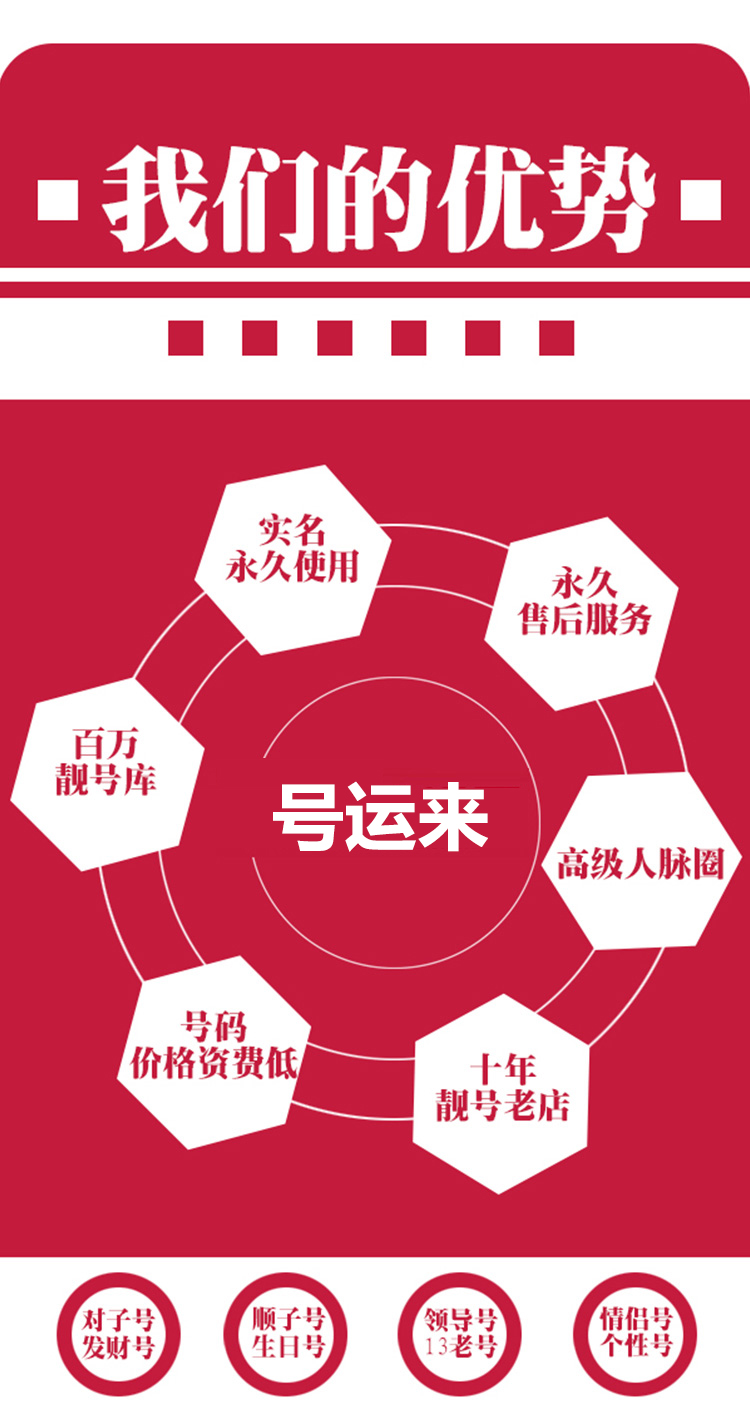 我们的优势
实名
永久使用
永久
售后服务
百万
靓号库
号运来
高级人脉圈
号码
价格资费低
十年
靓号老店
对子号
发财号
顺子号
生日号
领导号
13老号
情侣号
个性号